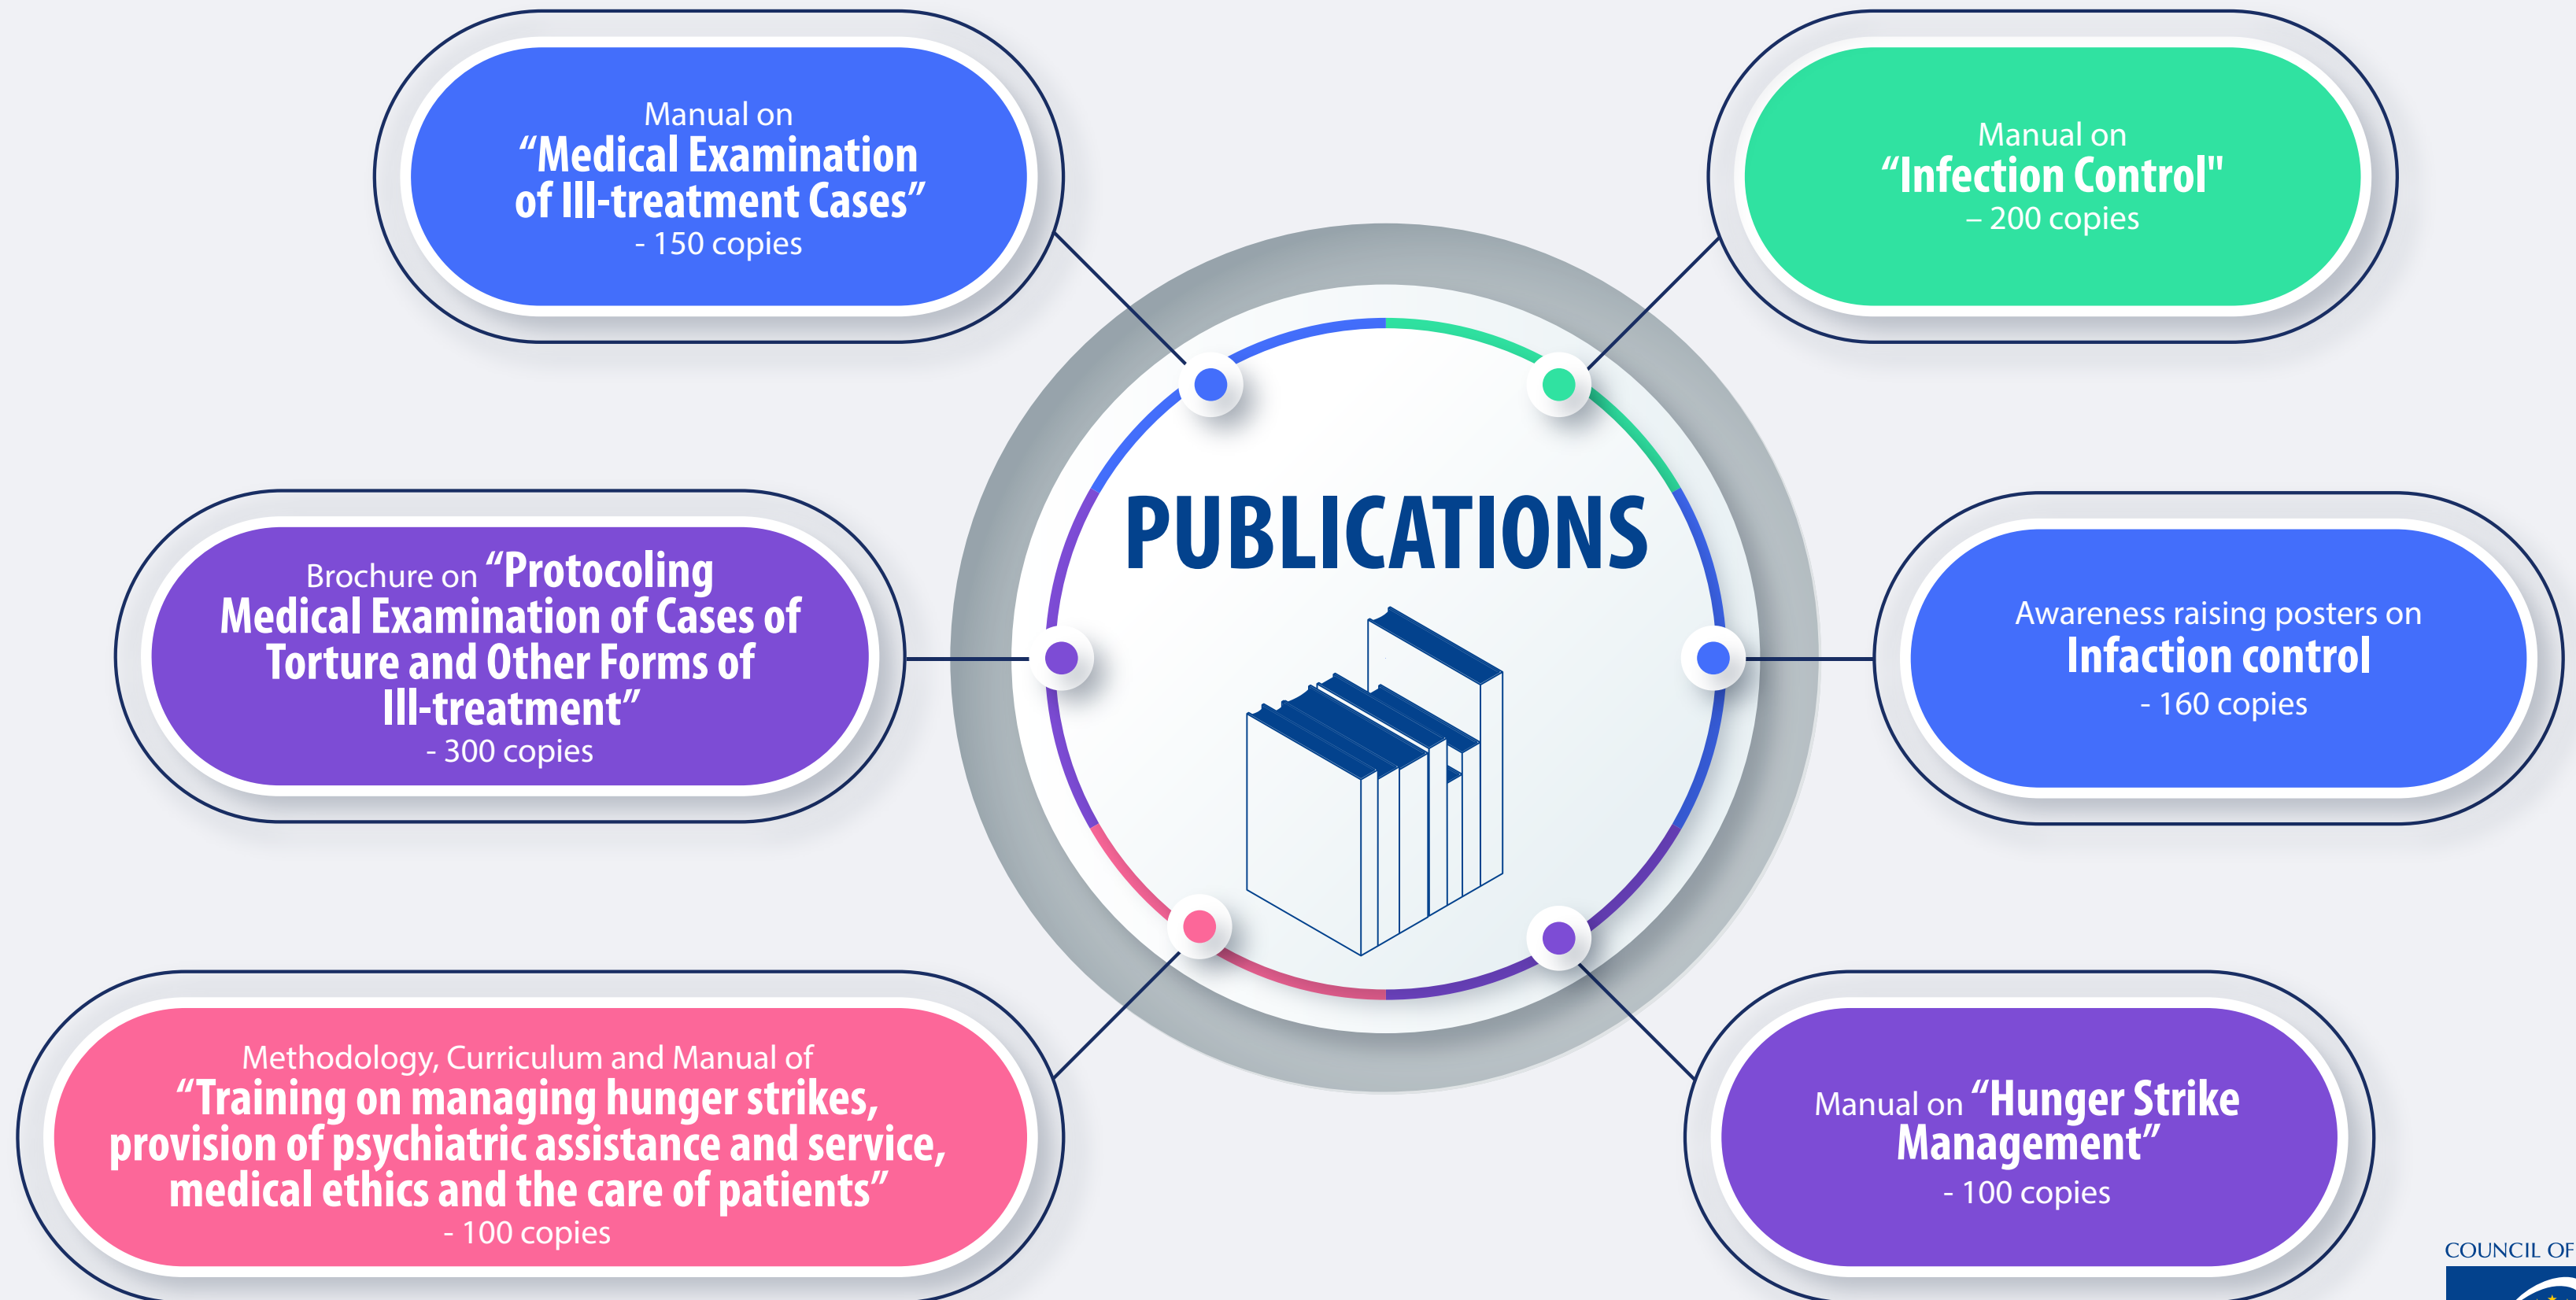 Manual on
“Medical Examination
of Ill-treatment Cases”
- 150 copies
Manual on
“Infection Control"
– 200 copies
PUBLICATIONS
Brochure on “Protocoling
Medical Examination of Cases of
Torture and Other Forms of
Ill-treatment”
- 300 copies
Awareness raising posters on
Infaction control
- 160 copies
Methodology, Curriculum and Manual of
“Training on managing hunger strikes,
provision of psychiatric assistance and service,
medical ethics and the care of patients”
- 100 copies
Manual on “Hunger Strike
Management”
- 100 copies
COUNCIL OF